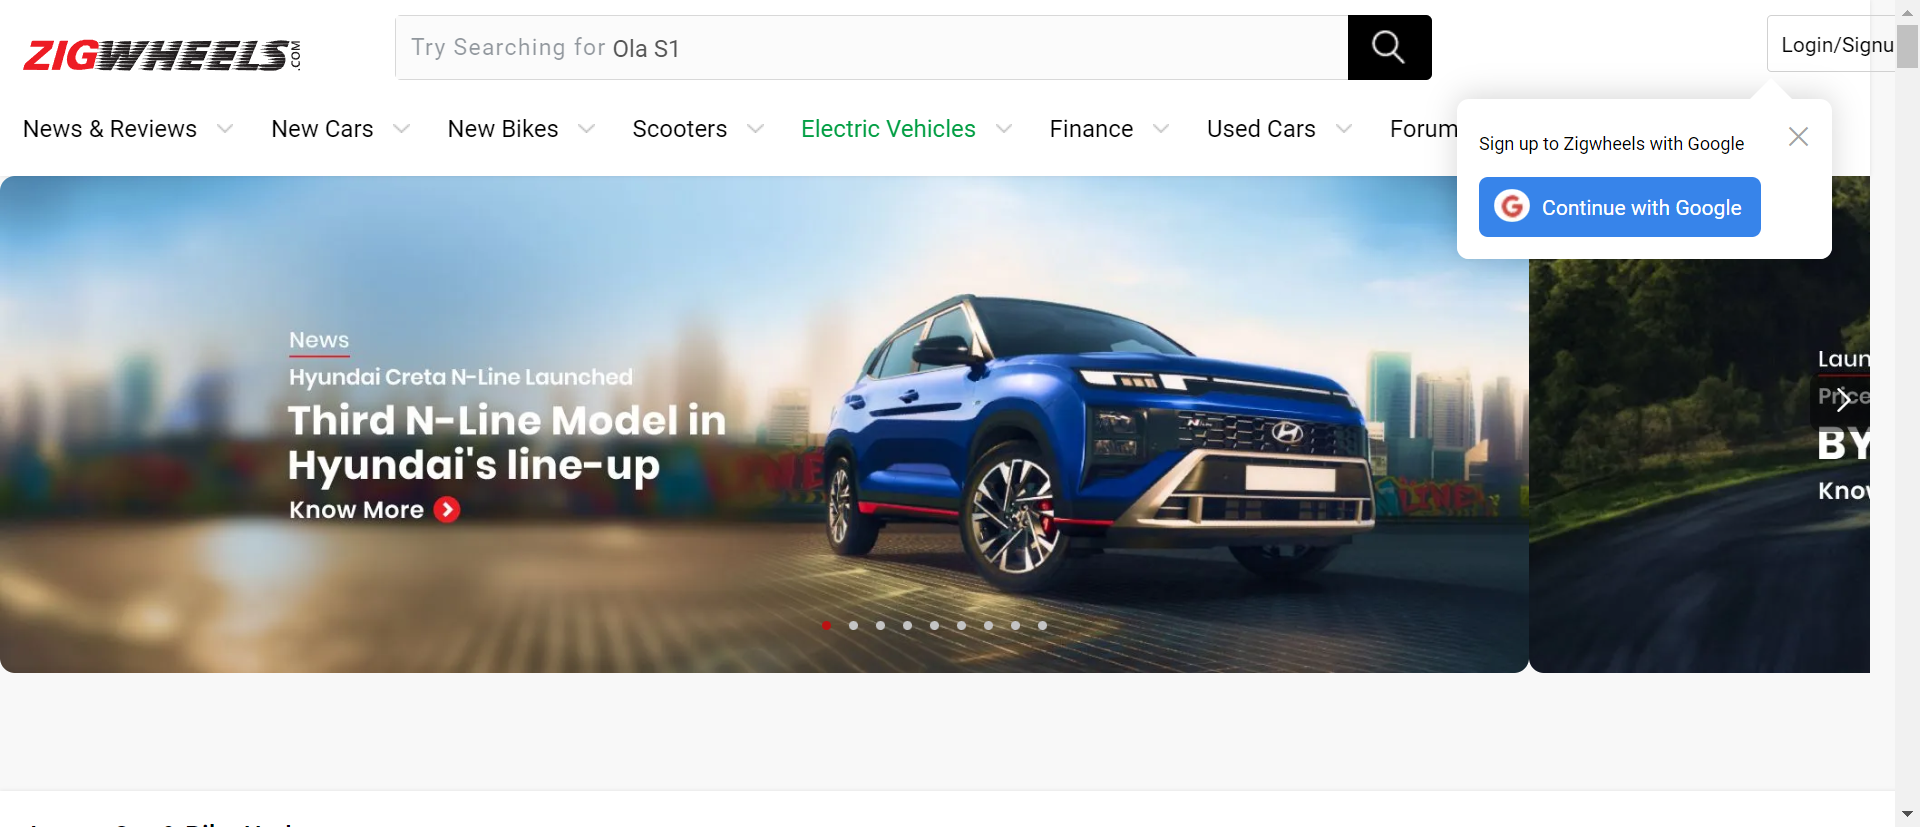 ZIGWHEELS.COM
Try Searching for Ola S1
Login/Signu
News & Reviews
New Cars
New Bikes
Scooters
Electric Vehicles
Finance
Used Cars
Forum
Sign up to Zigwheels with Google
G Continue with Google
News
Hyundai Creta N-Line Launched
Third N-Line Model in
Hyundai's line-up
Know More
Laun
Price
BY
Know